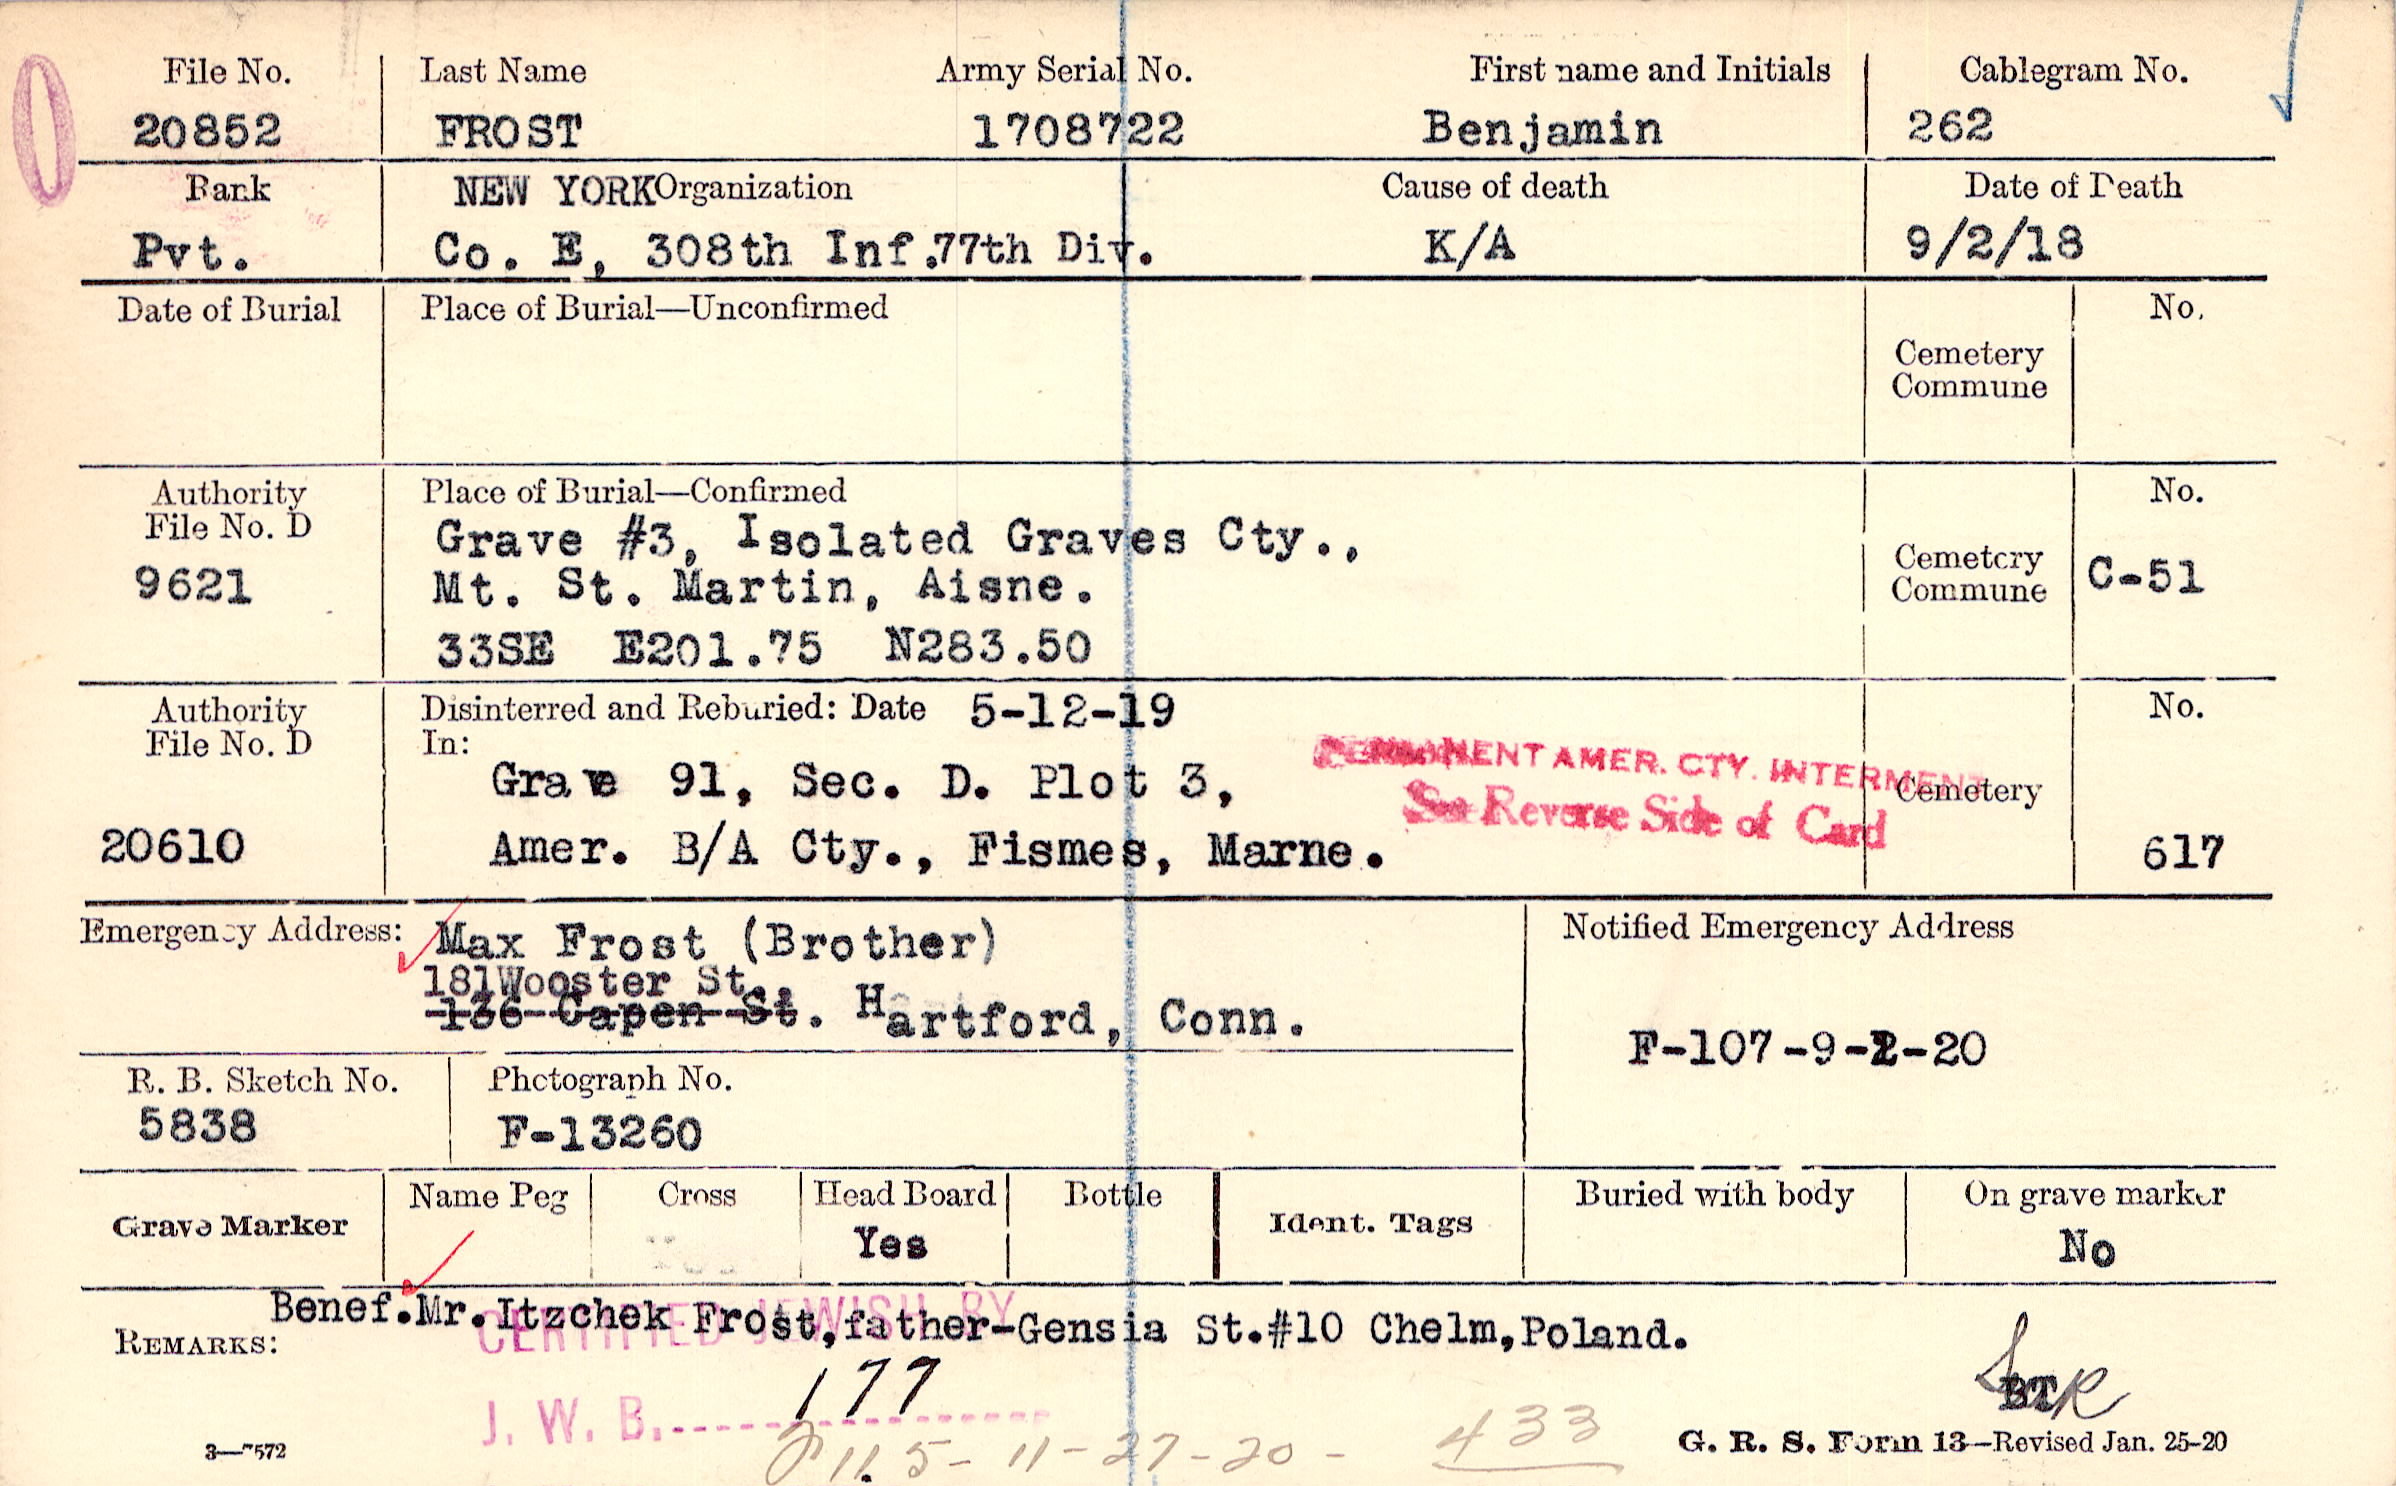 File No. Last Name Army Serial No. First name and Initials Cablegram No.
20852 FROST 1708722 Benjamin 262
Rank NEW YORK Organization Cause of death Date of Death
Pvt. Co. E, 308th Inf.77th Div. K/A 9/2/18
Date of Burial Place of Burial—Unconfirmed No.
Cemetery
Commune
Authority Place of Burial—Confirmed No.
File No. D
Grave #3, Isolated Graves Cty.,
9621 Mt. St. Martin, Aisne. Cemetery Commune C-51
33SE E201.75 N283.50
Authority Disinterred and Reburied: Date 5-12-19 No.
File No. D In:
PERMANENT AMER. CTY. INTERMENT
Grave 91, Sec. D. Plot 3, Cemetery
See Reverse Side of Card
20610 Amer. B/A Cty., Fismes, Marne. 617
Emergency Address: Max Frost (Brother) Notified Emergency Address
181Wooster St.
136 Capen St. Hartford, Conn.
F-107-9-2-20
R. B. Sketch No. Photograph No.
5838 F-13260
Grave Marker Name Peg Cross Head Board Bottle Ident. Tags Buried with body On grave marker
Yes No
Benef.Mr.Itzchek Frost,father-Gensia St.#10 Chelm,Poland.
REMARKS: CERTIFIED JEWISH BY
177
J. W. B.
BT
11-27-20 - 433
3—7572 G. R. S. Form 13—Revised Jan. 25-20